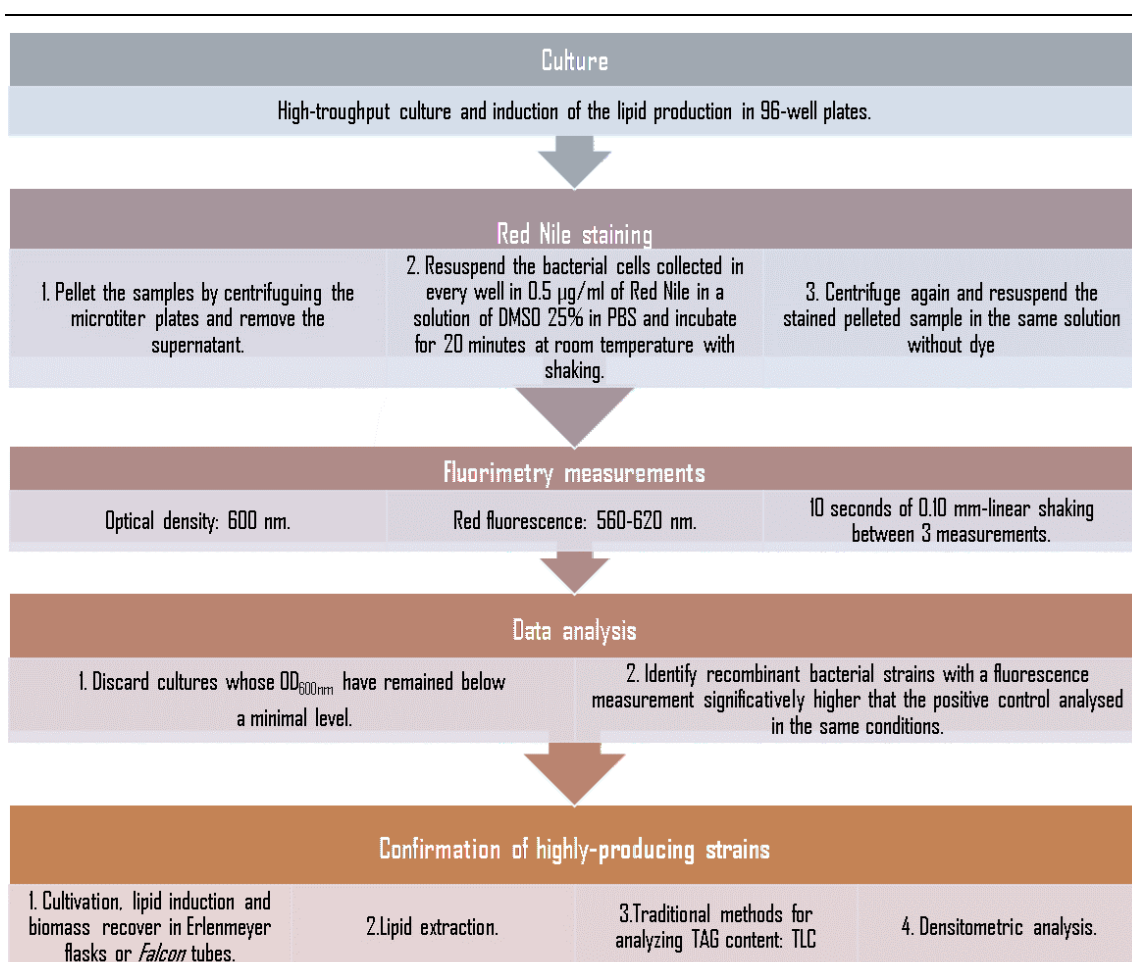 Culture
High-troughput culture and induction of the lipid production in 96-well plates.
Red Nile staining
1. Pellet the samples by centrifuguing the
microtiter plates and remove the
supernatant.
2. Resuspend the bacterial cells collected in
every well in 0.5 µg/ml of Red Nile in a
solution of DMSO 25% in PBS and incubate
for 20 minutes at room temperature with
shaking.
3. Centrifuge again and resuspend the
stained pelleted sample in the same solution
without dye
Fluorimetry measurements
Optical density: 600 nm.
Red fluorescence: 560-620 nm.
10 seconds of 0.10 mm-linear shaking
between 3 measurements.
Data analysis
1. Discard cultures whose OD600nm have remained below
a minimal level.
2. Identify recombinant bacterial strains with a fluorescence
measurement significatively higher that the positive control analysed
in the same conditions.
Confirmation of highly-producing strains
1. Cultivation, lipid induction and
biomass recover in Erlenmeyer
flasks or Falcon tubes.
2.Lipid extraction.
3.Traditional methods for
analyzing TAG content: TLC
4. Densitometric analysis.